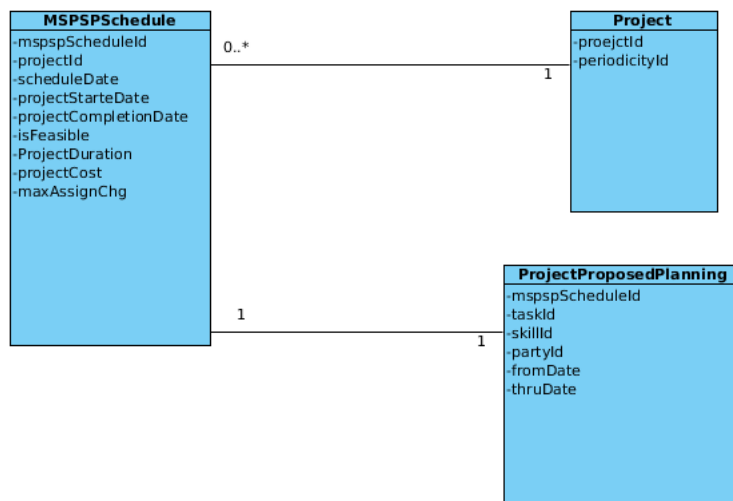 MSPSPSchedule
-mspspScheduleId
-projectId
-scheduleDate
-projectStarteDate
-projectCompletionDate
-isFeasible
-ProjectDuration
-projectCost
-maxAssignChg
0..*
1
Project
-proejctId
-periodicityId
1
1
ProjectProposedPlanning
-mspspScheduleId
-taskId
-skillId
-partyId
-fromDate
-thruDate